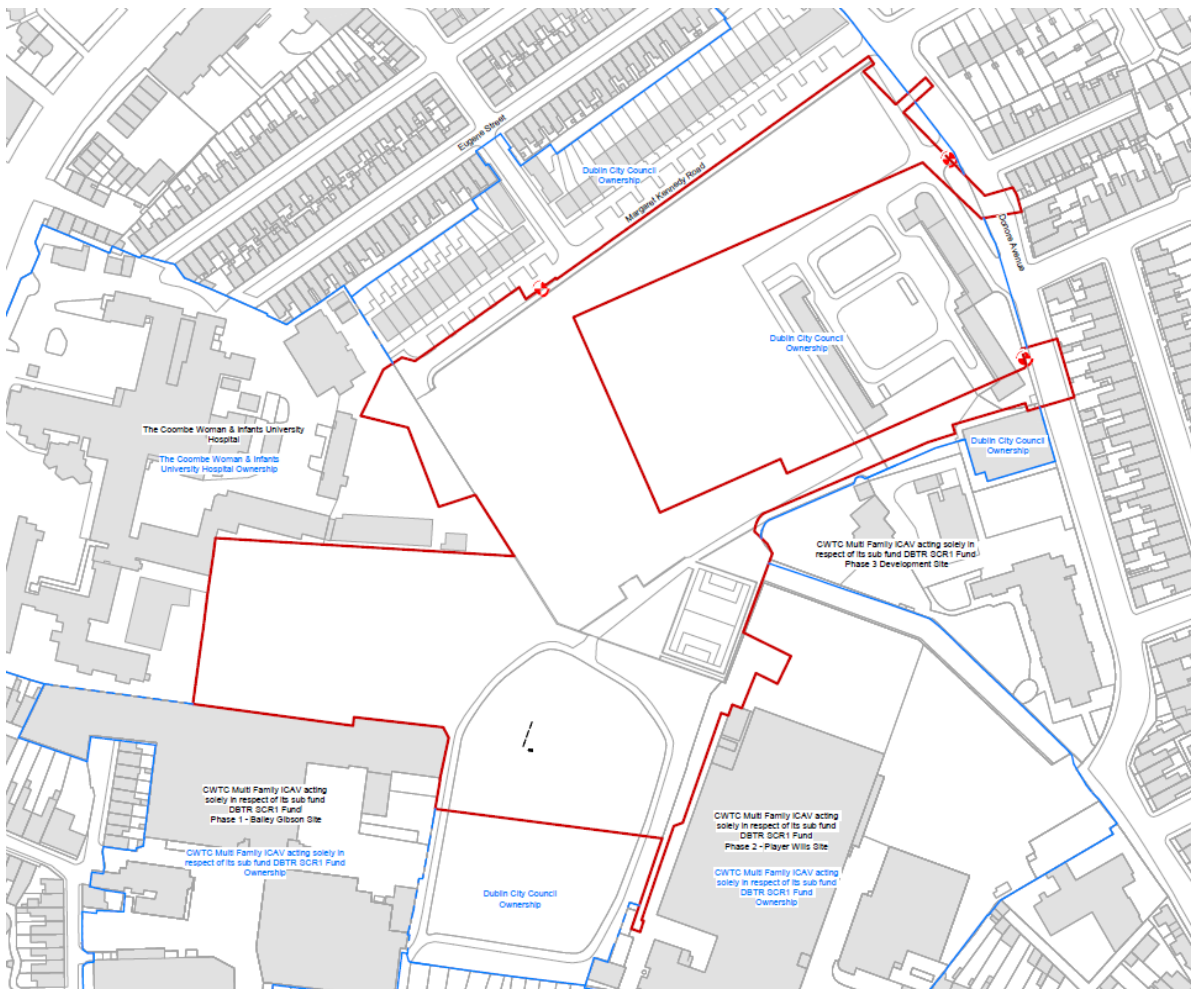 Eugene Street
Dublin City Council
Ownership
Margaret Kennedy Road
Donore Avenue
Dublin City Council
Ownership
The Coombe Woman & Infants University
Hospital
The Coombe Woman & Infants
University Hospital Ownership
Dublin City Council
Ownership
CWTC Multi Family ICAV acting solely in
respect of its sub fund DBTR SCR1 Fund
Phase 3 Development Site
CWTC Multi Family ICAV acting
solely in respect of its sub fund
DBTR SCR1 Fund
Phase 1 - Bailey Gibson Site
CWTC Multi Family ICAV acting solely in
respect of its sub fund DBTR SCR1 Fund
Ownership
CWTC Multi Family ICAV acting
solely in respect of its sub fund
DBTR SCR1 Fund
Phase 2 - Player Wills Site
CWTC Multi Family ICAV acting
solely in respect of its sub fund
DBTR SCR1 Fund
Ownership
Dublin City Council
Ownership